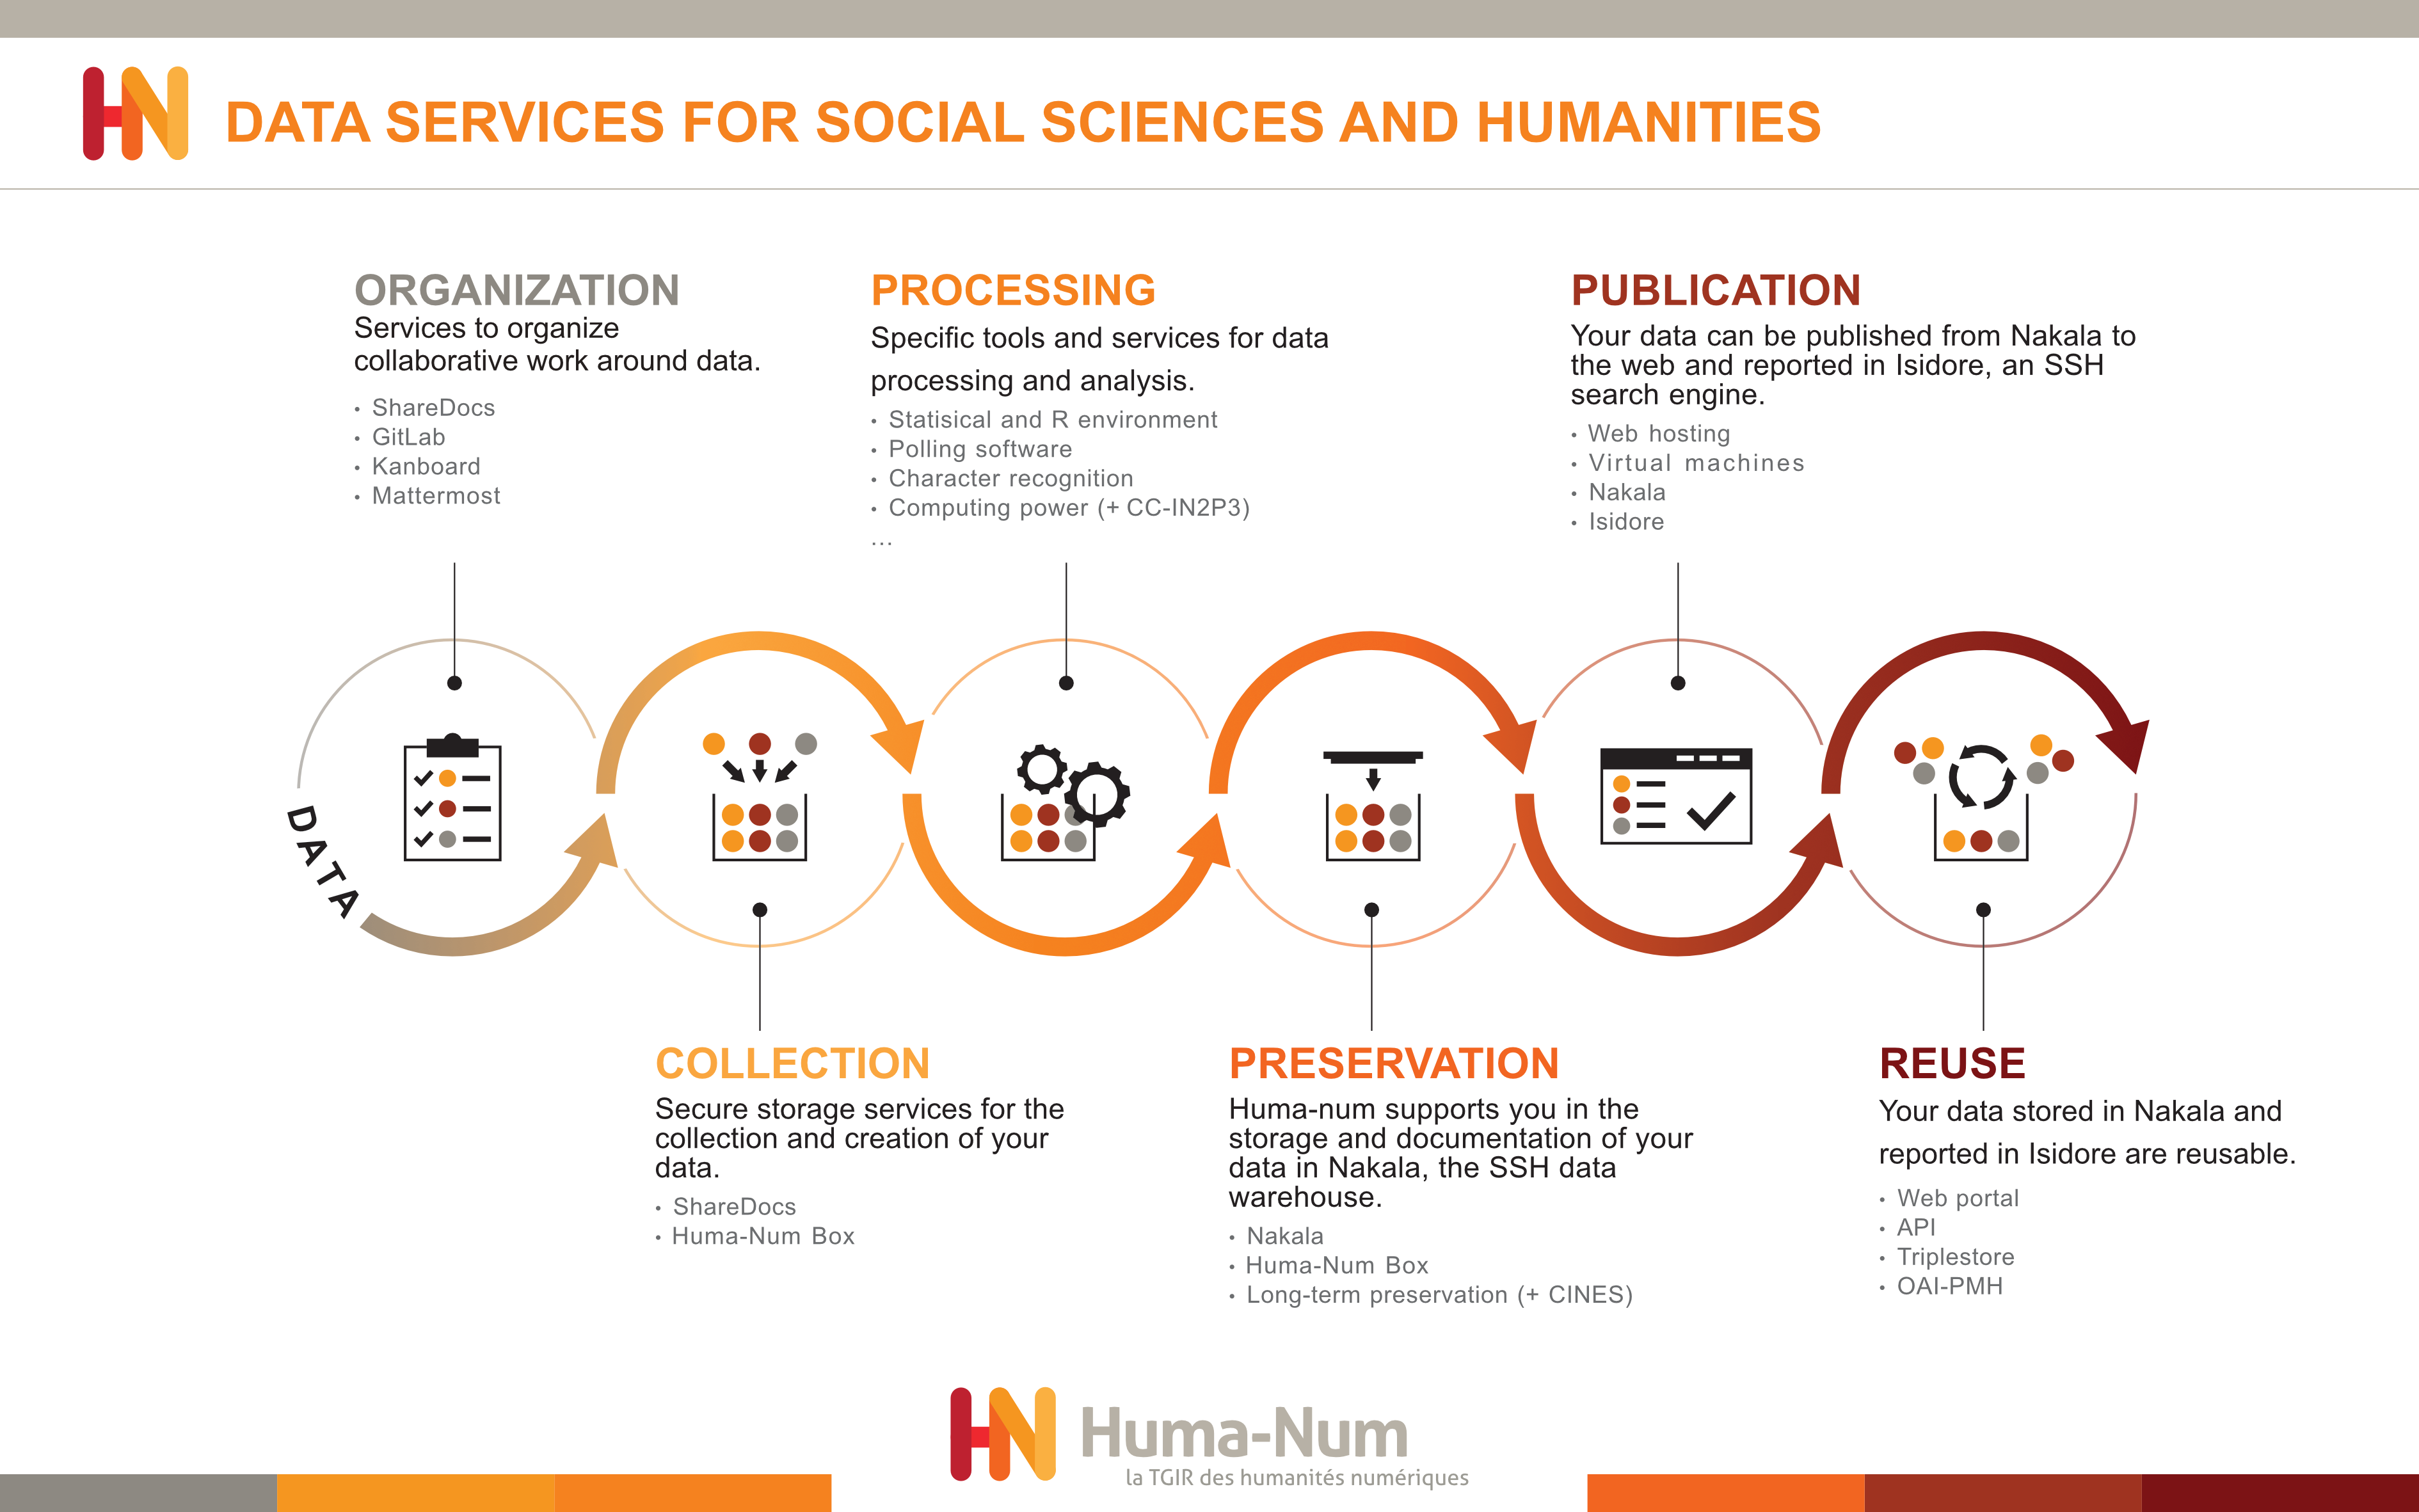 HN
DATA SERVICES FOR SOCIAL SCIENCES AND HUMANITIES
ORGANIZATION
Services to organize
collaborative work around data.
• ShareDocs
• GitLab
• Kanboard
• Mattermost
PROCESSING
Specific tools and services for data
processing and analysis.
• Statisical and R environment
• Polling software
• Character recognition
• Computing power (+ CC-IN2P3)
...
PUBLICATION
Your data can be published from Nakala to
the web and reported in Isidore, an SSH
search engine.
• Web hosting
• Virtual machines
• Nakala
• Isidore
DATA
COLLECTION
Secure storage services for the
collection and creation of your
data.
• ShareDocs
• Huma-Num Box
PRESERVATION
Huma-num supports you in the
storage and documentation of your
data in Nakala, the SSH data
warehouse.
• Nakala
• Huma-Num Box
• Long-term preservation (+ CINES)
REUSE
Your data stored in Nakala and
reported in Isidore are reusable.
• Web portal
• API
• Triplestore
• OAI-PMH
HN Huma-Num
la TGIR des humanités numériques